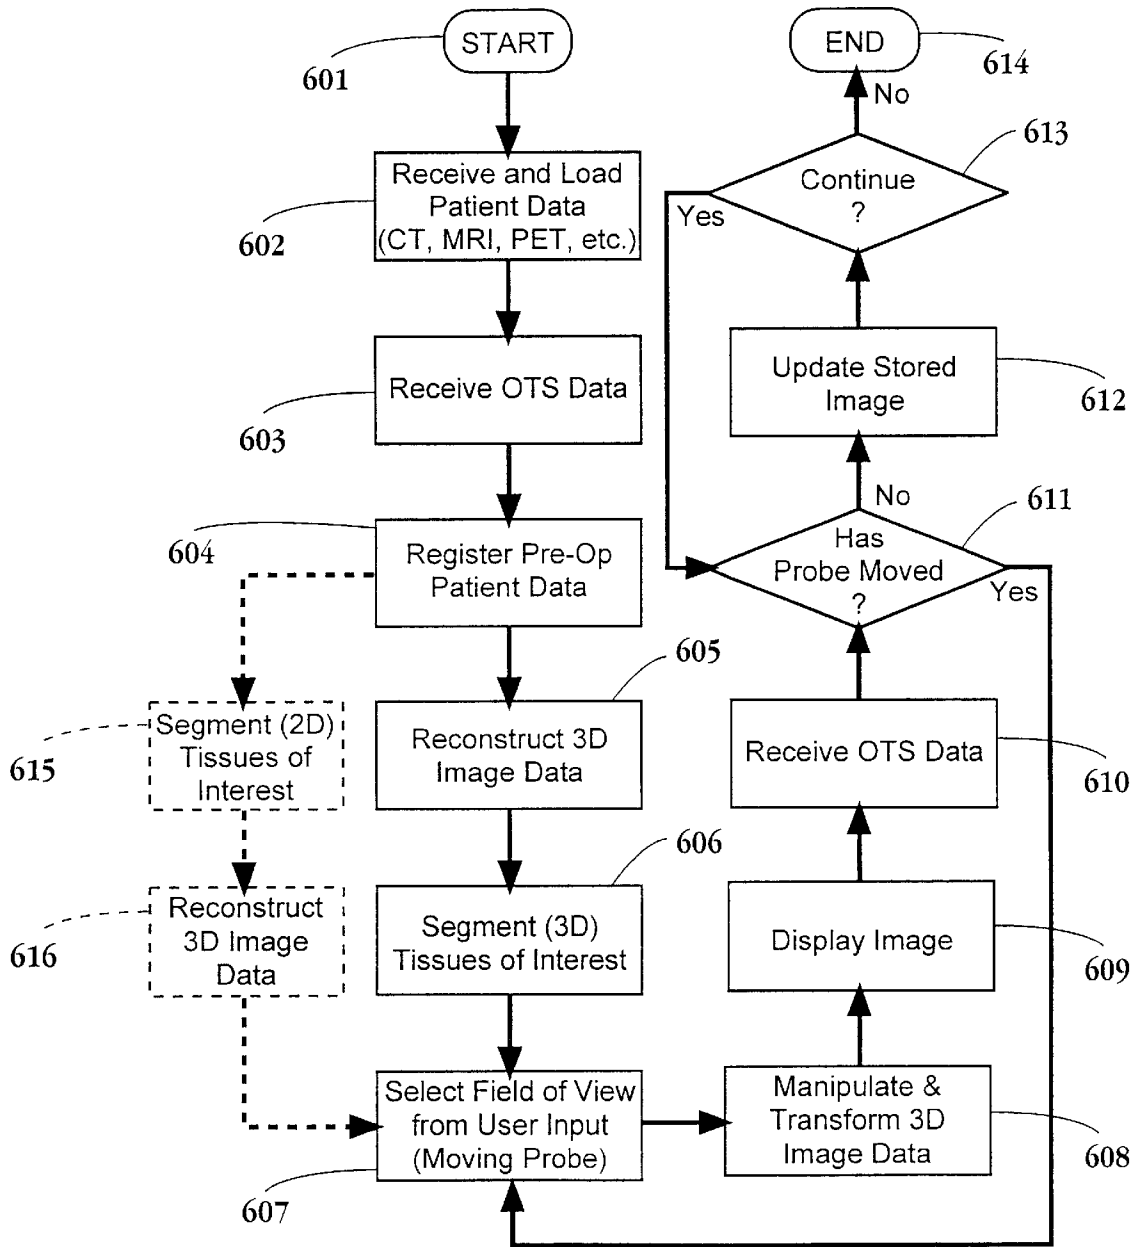 START
601
Receive and Load
Patient Data
(CT, MRI, PET, etc.)
602
Receive OTS Data
603
604
Register Pre-Op
Patient Data
605
Reconstruct 3D
Image Data
615
Segment (2D)
Tissues of
Interest
606
Segment (3D)
Tissues of Interest
616
Reconstruct
3D Image
Data
Select Field of View
from User Input
(Moving Probe)
607
Manipulate &
Transform 3D
Image Data
608
Display Image
609
Receive OTS Data
610
Has
Probe Moved
?
611
Yes
No
Update Stored
Image
612
Continue
?
613
Yes
No
END
614